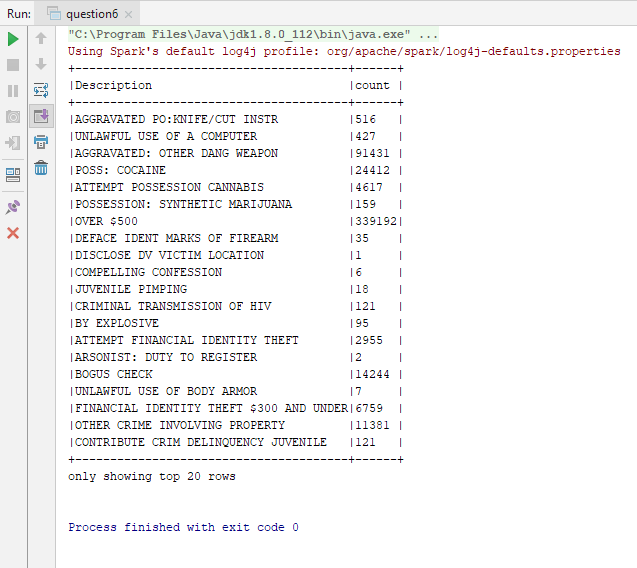 Run: question6
"C:\Program Files\Java\jdk1.8.0_112\bin\java.exe" ...
Using Spark's default log4j profile: org/apache/spark/log4j-defaults.properties
+-----------------------------------------+------+
|Description                              |count |
+-----------------------------------------+------+
|AGGRAVATED PO:KNIFE/CUT INSTR            |516   |
|UNLAWFUL USE OF A COMPUTER               |427   |
|AGGRAVATED: OTHER DANG WEAPON            |91431 |
|POSS: COCAINE                            |24412 |
|ATTEMPT POSSESSION CANNABIS              |4617  |
|POSSESSION: SYNTHETIC MARIJUANA          |159   |
|OVER $500                                |339192|
|DEFACE IDENT MARKS OF FIREARM            |35    |
|DISCLOSE DV VICTIM LOCATION              |1     |
|COMPELLING CONFESSION                    |6     |
|JUVENILE PIMPING                         |18    |
|CRIMINAL TRANSMISSION OF HIV             |121   |
|BY EXPLOSIVE                             |95    |
|ATTEMPT FINANCIAL IDENTITY THEFT         |2955  |
|ARSONIST: DUTY TO REGISTER               |2     |
|BOGUS CHECK                              |14244 |
|UNLAWFUL USE OF BODY ARMOR               |7     |
|FINANCIAL IDENTITY THEFT $300 AND UNDER|6759  |
|OTHER CRIME INVOLVING PROPERTY           |11381 |
|CONTRIBUTE CRIM DELINQUENCY JUVENILE     |121   |
+-----------------------------------------+------+
only showing top 20 rows
Process finished with exit code 0